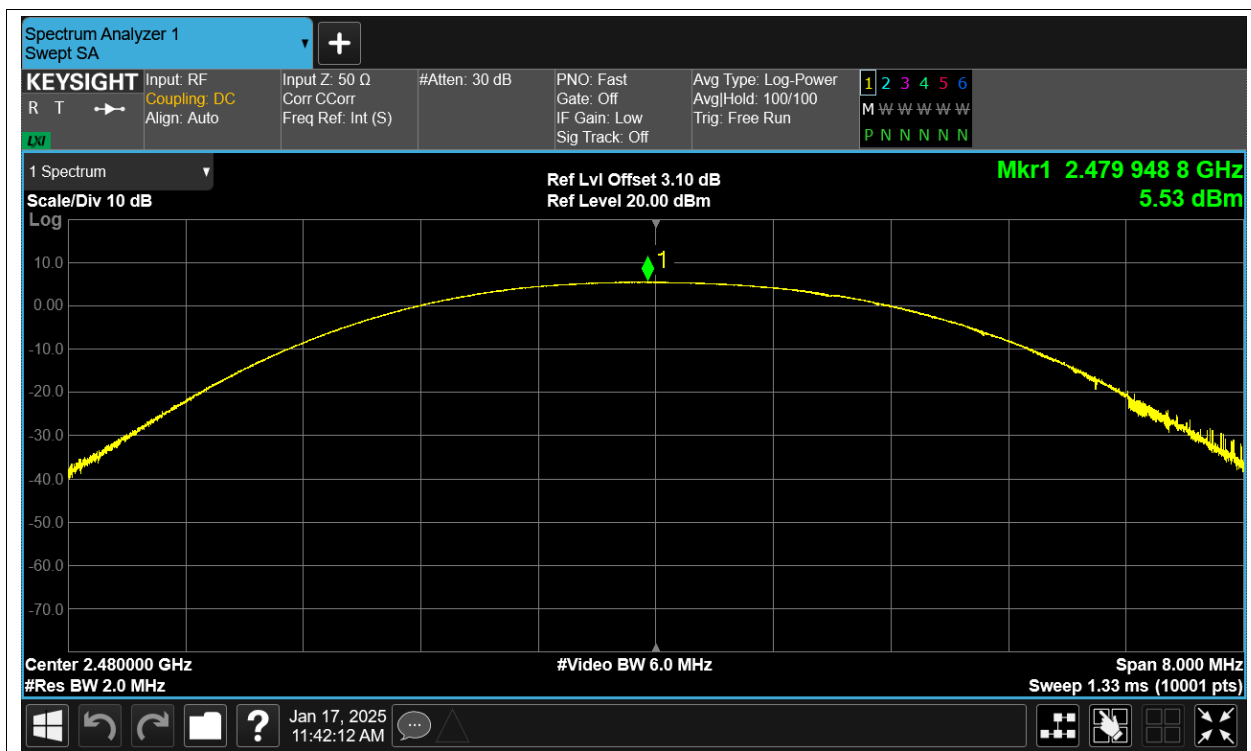 Spectrum Analyzer 1
Swept SA
+
KEYSIGHT
R T
LXI
Input: RF
Coupling: DC
Align: Auto
Input Z: 50 Ω
Corr CCorr
Freq Ref: Int (S)
#Atten: 30 dB
PNO: Fast
Gate: Off
IF Gain: Low
Sig Track: Off
Avg Type: Log-Power
Avg|Hold: 100/100
Trig: Free Run
1 2 3 4 5 6
M W W W W W
P N N N N N
1 Spectrum
Scale/Div 10 dB
Log
Ref Lvl Offset 3.10 dB
Ref Level 20.00 dBm
Mkr1 2.479 948 8 GHz
5.53 dBm
1
10.0
0.00
-10.0
-20.0
-30.0
-40.0
-50.0
-60.0
-70.0
Center 2.480000 GHz
#Res BW 2.0 MHz
#Video BW 6.0 MHz
Span 8.000 MHz
Sweep 1.33 ms (10001 pts)
?
Jan 17, 2025
11:42:12 AM